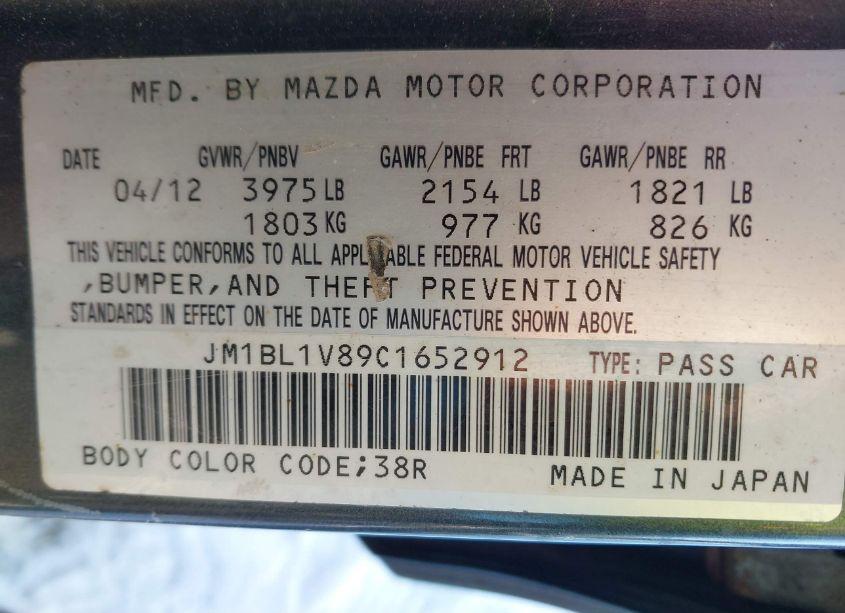 MFD. BY MAZDA MOTOR CORPORATION
DATE GVWR/PNBV GAWR/PNBE FRT GAWR/PNBE RR
04/12 3975 LB 2154 LB 1821 LB
1803 KG 977 KG 826 KG
THIS VEHICLE CONFORMS TO ALL APPLICABLE FEDERAL MOTOR VEHICLE SAFETY
,BUMPER,AND THEFT PREVENTION
STANDARDS IN EFFECT ON THE DATE OF MANUFACTURE SHOWN ABOVE.
JM1BL1V89C1652912 TYPE: PASS CAR
BODY COLOR CODE;38R MADE IN JAPAN